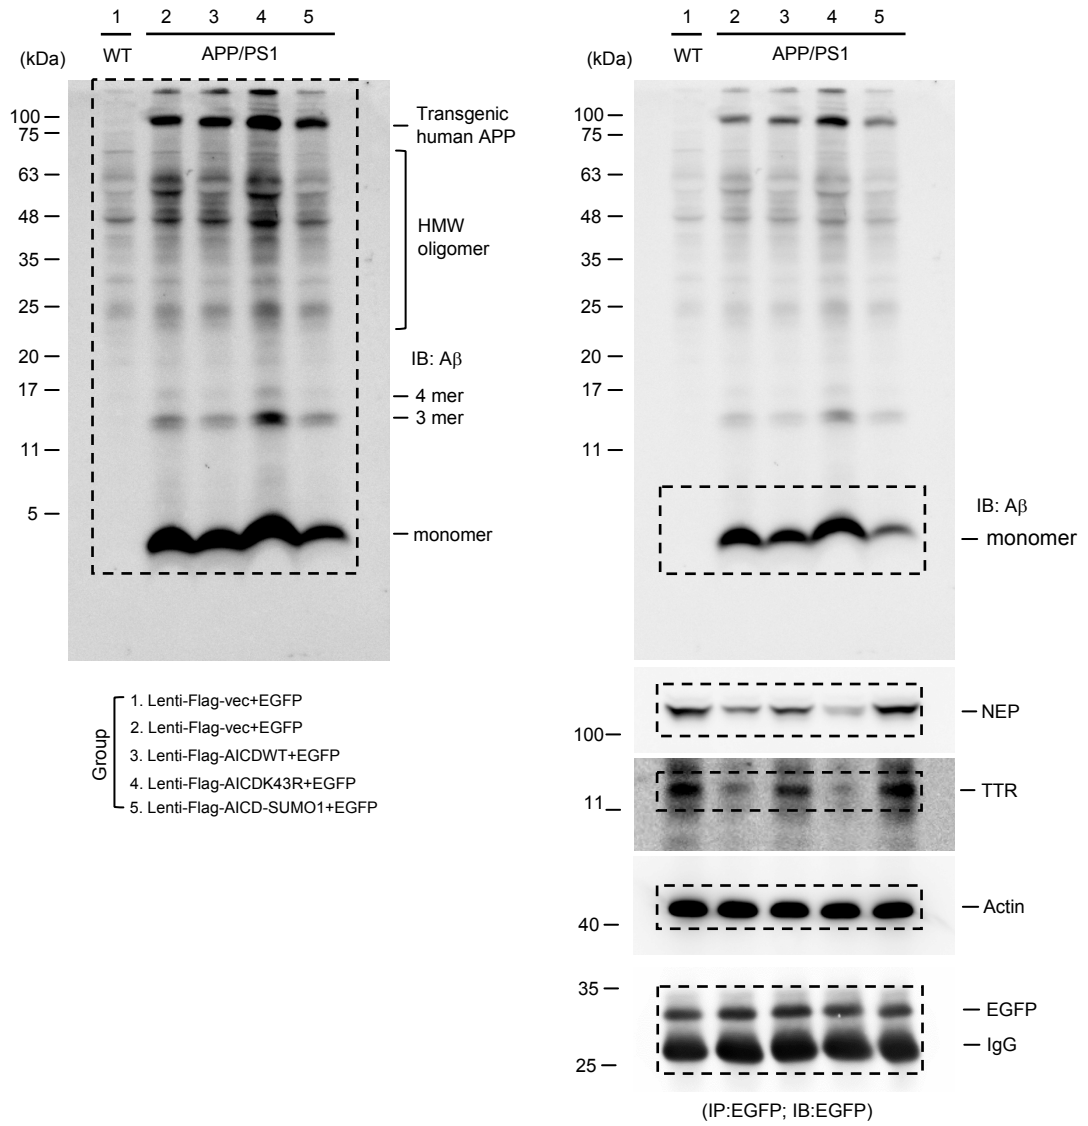 1 2 3 4 5
WT APP/PS1
(kDa)
100
75
63
48
35
25
20
17
11
5
Transgenic
human APP
HMW
oligomer
IB: Aβ
4 mer
3 mer
monomer
Group
1. Lenti-Flag-vec+EGFP
2. Lenti-Flag-vec+EGFP
3. Lenti-Flag-AICDWT+EGFP
4. Lenti-Flag-AICDK43R+EGFP
5. Lenti-Flag-AICD-SUMO1+EGFP
1 2 3 4 5
WT APP/PS1
(kDa)
100
75
63
48
35
25
20
17
11
IB: Aβ
monomer
NEP
100
TTR
11
Actin
40
35
EGFP
IgG
25
(IP:EGFP; IB:EGFP)